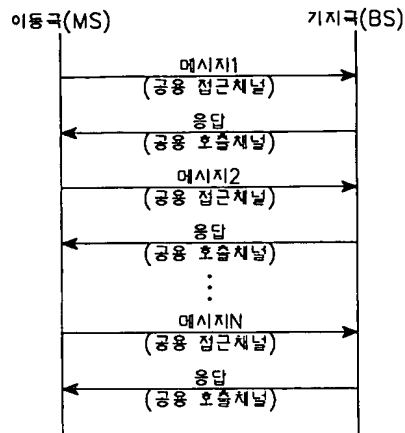 이동국(MS)
기지국(BS)
메시지1
(공용 접근채널)
응답
(공용 호출채널)
메시지2
(공용 접근채널)
응답
(공용 호출채널)
메시지N
(공용 접근채널)
응답
(공용 호출채널)